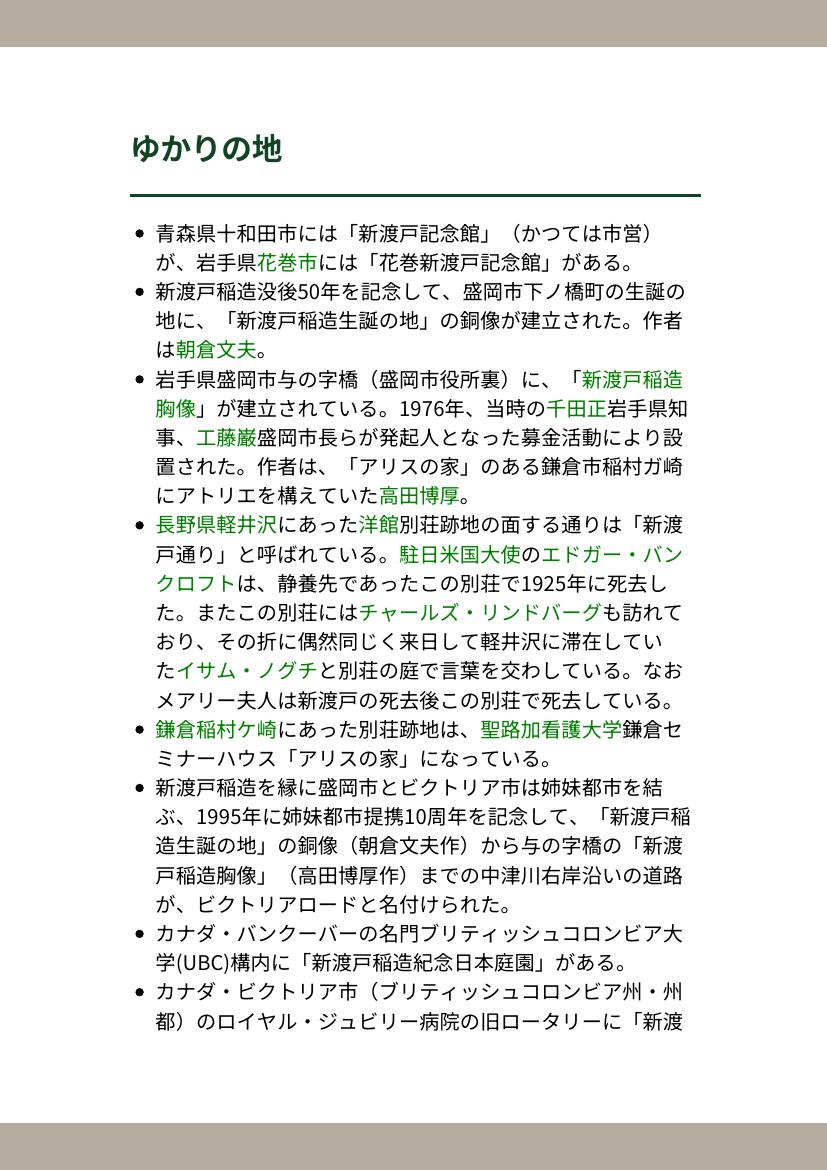 ゆかりの地
青森県十和田市には「新渡戸記念館」（かつては市営）
が、岩手県花巻市には「花巻新渡戸記念館」がある。
新渡戸稲造没後50年を記念して、盛岡市下ノ橋町の生誕の
地に、「新渡戸稲造生誕の地」の銅像が建立された。作者
は朝倉文夫。
岩手県盛岡市与の字橋（盛岡市役所裏）に、「新渡戸稲造
胸像」が建立されている。1976年、当時の千田正岩手県知
事、工藤巌盛岡市長らが発起人となった募金活動により設
置された。作者は、「アリスの家」のある鎌倉市稲村ガ崎
にアトリエを構えていた高田博厚。
長野県軽井沢にあった洋館別荘跡地の面する通りは「新渡
戸通り」と呼ばれている。駐日米国大使のエドガー・バン
クロフトは、静養先であったこの別荘で1925年に死去し
た。またこの別荘にはチャールズ・リンドバーグも訪れて
おり、その折に偶然同じく来日して軽井沢に滞在してい
たイサム・ノグチと別荘の庭で言葉を交わしている。なお
メアリー夫人は新渡戸の死去後この別荘で死去している。
鎌倉稲村ケ崎にあった別荘跡地は、聖路加看護大学鎌倉セ
ミナーハウス「アリスの家」になっている。
新渡戸稲造を縁に盛岡市とビクトリア市は姉妹都市を結
ぶ、1995年に姉妹都市提携10周年を記念して、「新渡戸稲
造生誕の地」の銅像（朝倉文夫作）から与の字橋の「新渡
戸稲造胸像」（高田博厚作）までの中津川右岸沿いの道路
が、ビクトリアロードと名付けられた。
カナダ・バンクーバーの名門ブリティッシュコロンビア大
学(UBC)構内に「新渡戸稲造紀念日本庭園」がある。
カナダ・ビクトリア市（ブリティッシュコロンビア州・州
都）のロイヤル・ジュビリー病院の旧ロータリーに「新渡